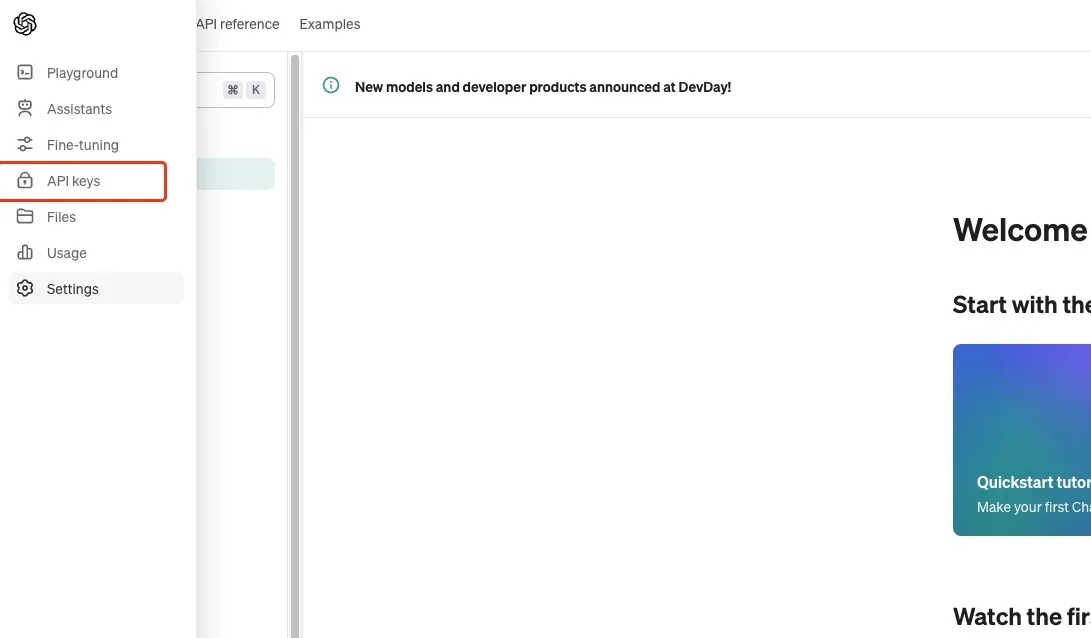 API reference
Examples
Playground
Assistants
Fine-tuning
API keys
Files
Usage
Settings
⌘ K
New models and developer products announced at DevDay!
Welcome
Start with the
Quickstart tutor
Make your first Cha
Watch the fir